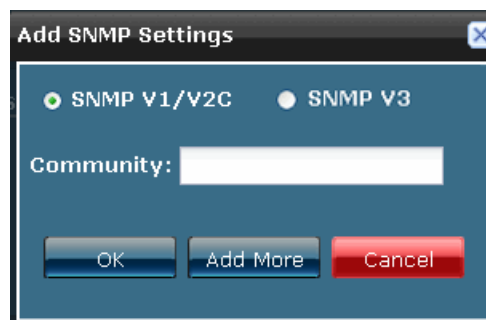 Add SNMP Settings
SNMP V1/V2C SNMP V3
Community:
OK Add More Cancel